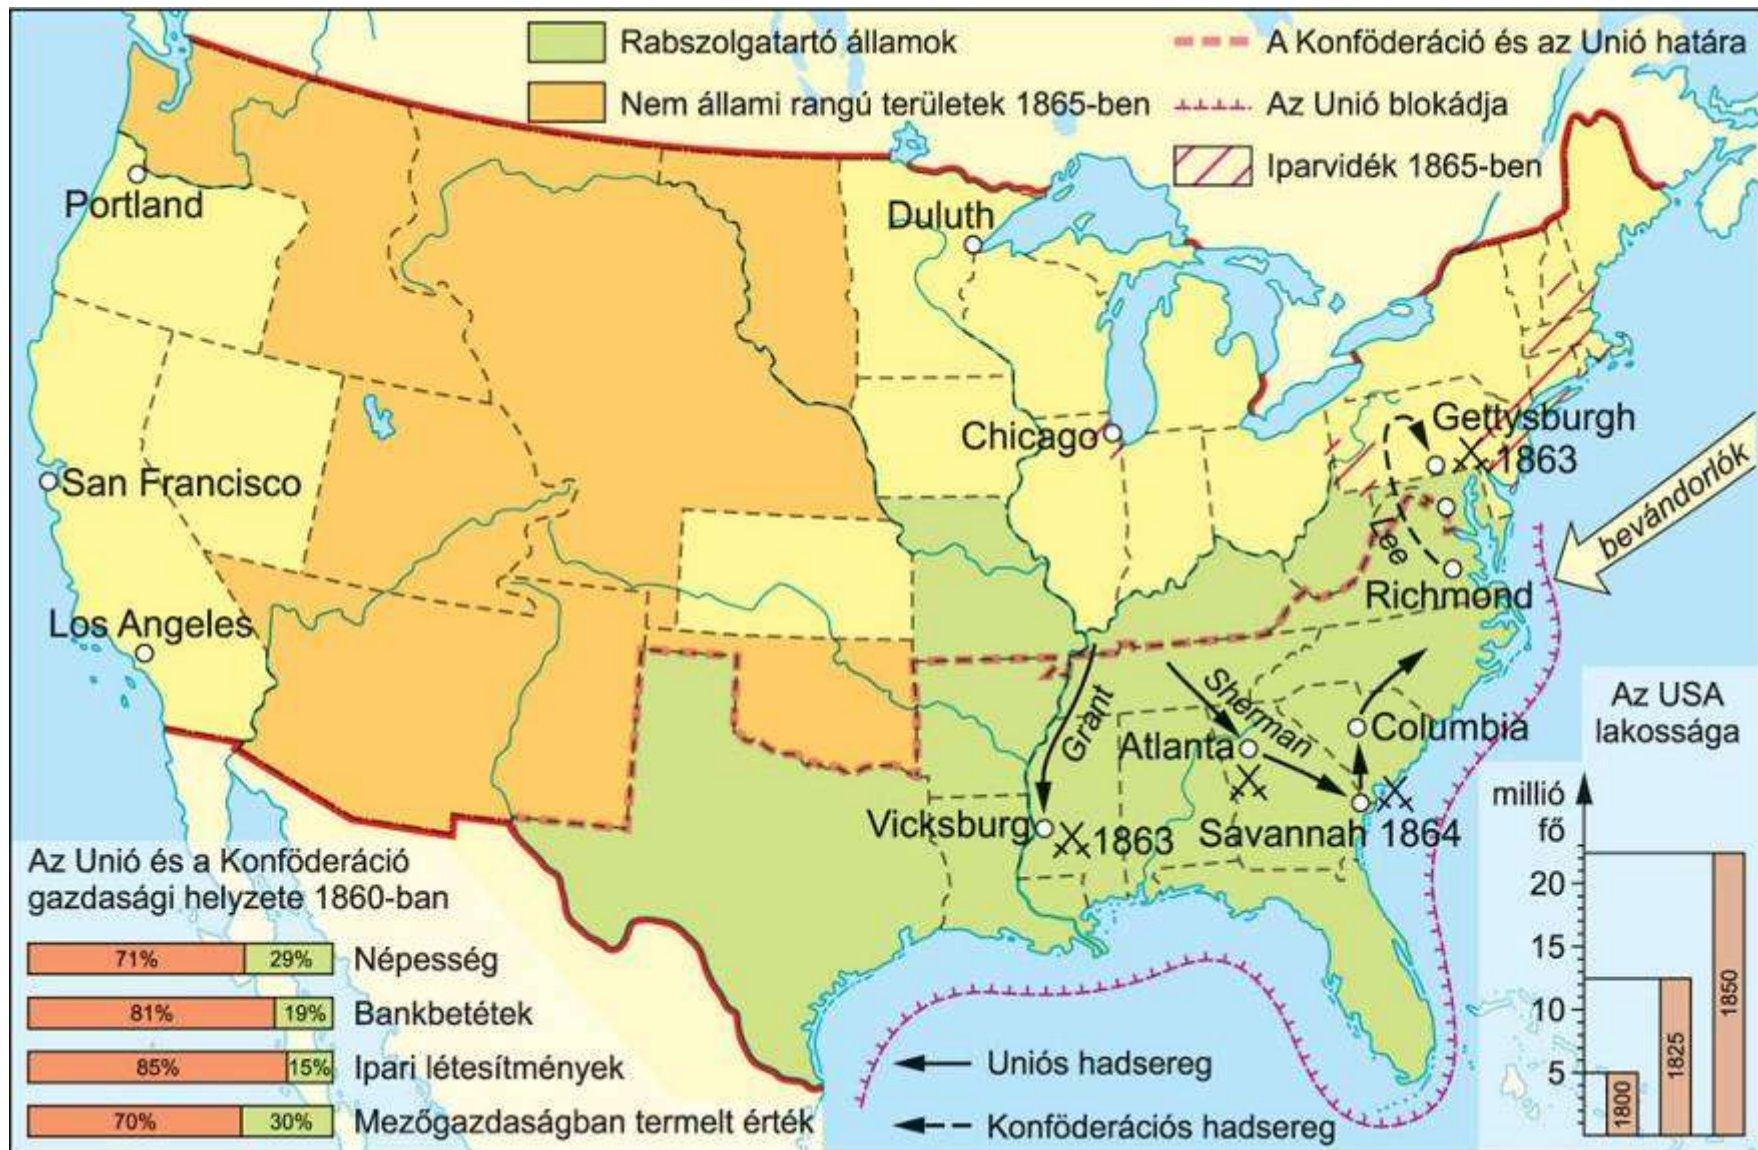 Rabszolgatartó államok
Nem állami rangú területek 1865-ben
A Konföderáció és az Unió határa
Az Unió blokádja
Iparvidék 1865-ben
Portland
Duluth
Chicago
Gettysburgh
1863
San Francisco
bevándorlók
Lee
Richmond
Los Angeles
Grant
Sherman
Atlanta
Columbia
Vicksburg
1863
Savannah 1864
Az USA
lakossága
millió
fő
20
15
10
5
1800
1825
1850
Az Unió és a Konföderáció
gazdasági helyzete 1860-ban
71% 29% Népesség
81% 19% Bankbetétek
85% 15% Ipari létesítmények
70% 30% Mezőgazdaságban termelt érték
Uniós hadsereg
Konföderációs hadsereg